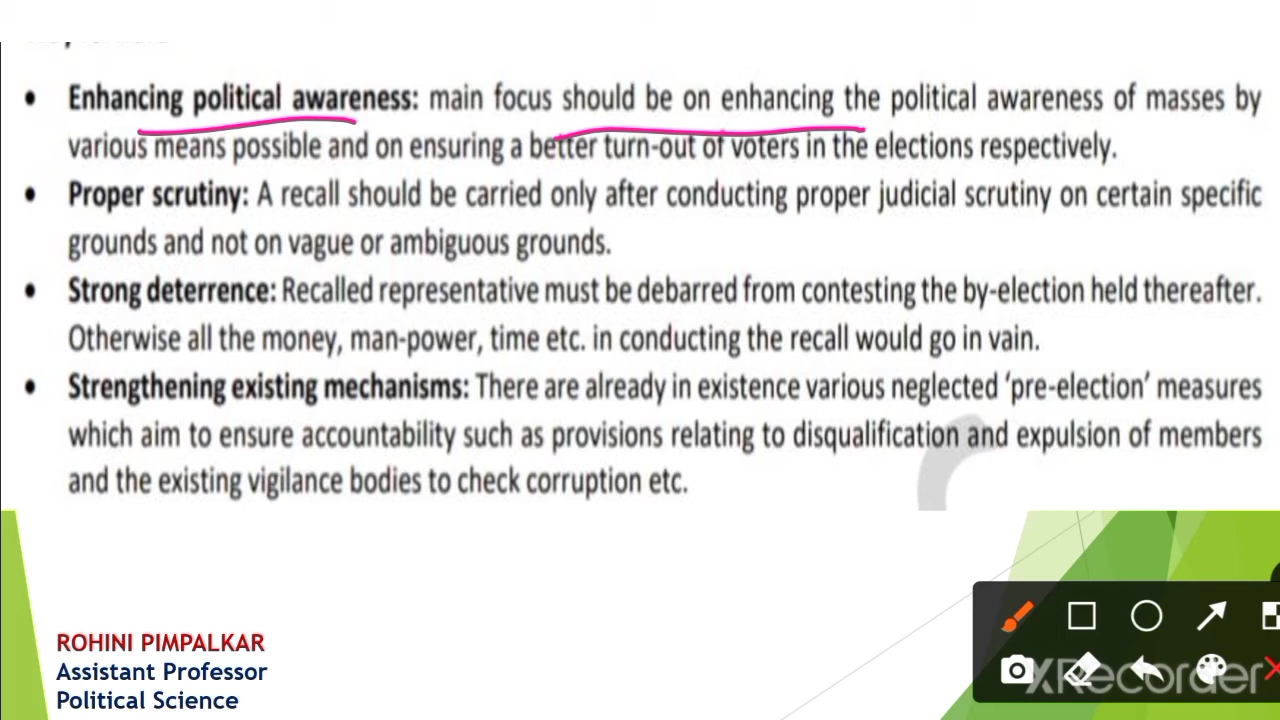 • Enhancing political awareness: main focus should be on enhancing the political awareness of masses by
various means possible and on ensuring a better turn-out of voters in the elections respectively.
• Proper scrutiny: A recall should be carried only after conducting proper judicial scrutiny on certain specific
grounds and not on vague or ambiguous grounds.
• Strong deterrence: Recalled representative must be debarred from contesting the by-election held thereafter.
Otherwise all the money, man-power, time etc. in conducting the recall would go in vain.
• Strengthening existing mechanisms: There are already in existence various neglected ‘pre-election’ measures
which aim to ensure accountability such as provisions relating to disqualification and expulsion of members
and the existing vigilance bodies to check corruption etc.
ROHINI PIMPALKAR
Assistant Professor
Political Science
XRecorder